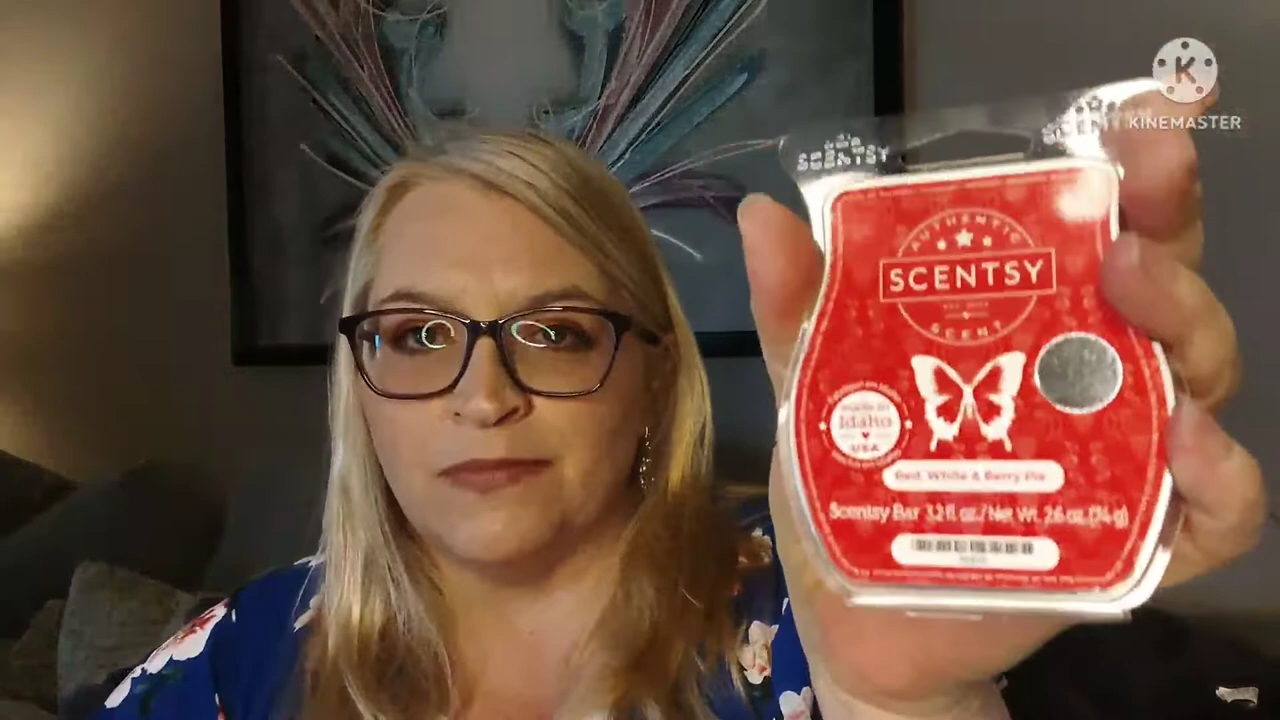 K
KINEMASTER
SCENTSY
AUTHENTIC
SCENTSY
SCENT
made in
Idaho
USA
Red, White & Berry Pie
Scentsy Bar 3.2 fl. oz./Net Wt. 2.6 oz. (74 g)